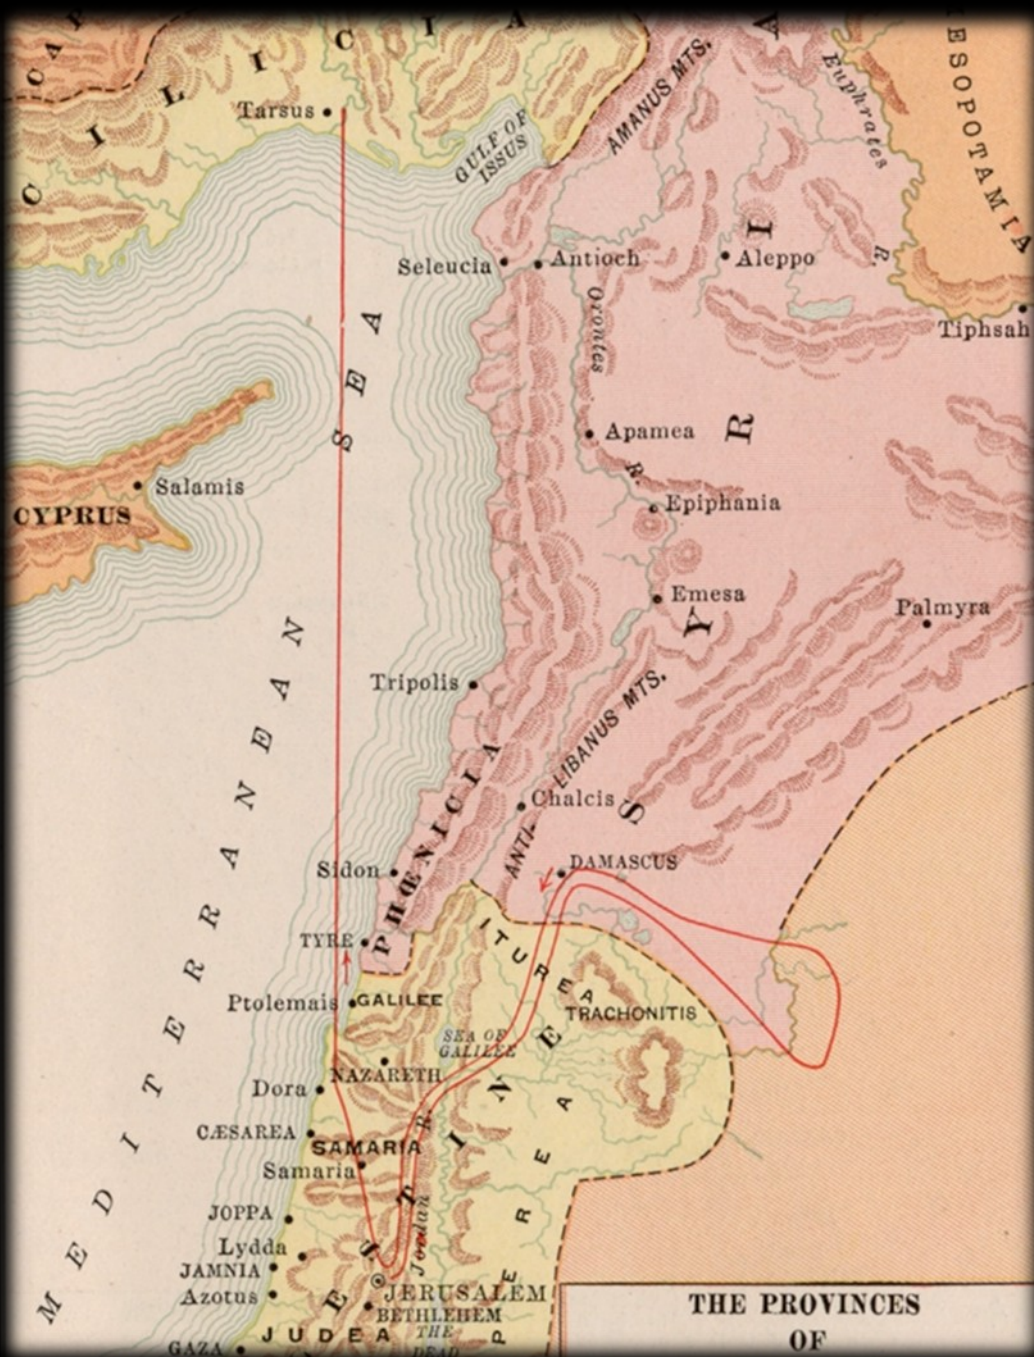 CAP
CILICIA
Tarsus
GULF OF
ISSUS
AMANUS MTS.
Euphrates
R.
MESOPOTAMIA
Seleucia
Antioch
Aleppo
Tiphsah
Orontes
R.
Apamea
Salamis
CYPRUS
Epiphania
Emesa
Palmyra
SYRIA
Tripolis
ANTI-LIBANUS MTS.
Chalcis
PHŒNICIA
Sidon
DAMASCUS
TYRE
ITUREA
Ptolemais
GALILEE
TRACHONITIS
SEA OF
GALILEE
NAZARETH
Dora
CÆSAREA
SAMARIA
Samaria
Jordan
R.
JOPPA
Lydda
JAMNIA
Azotus
JERUSALEM
BETHLEHEM
JUDEA
THE
DEAD
GAZA
PEREA
MEDITERRANEAN SEA
THE PROVINCES
OF